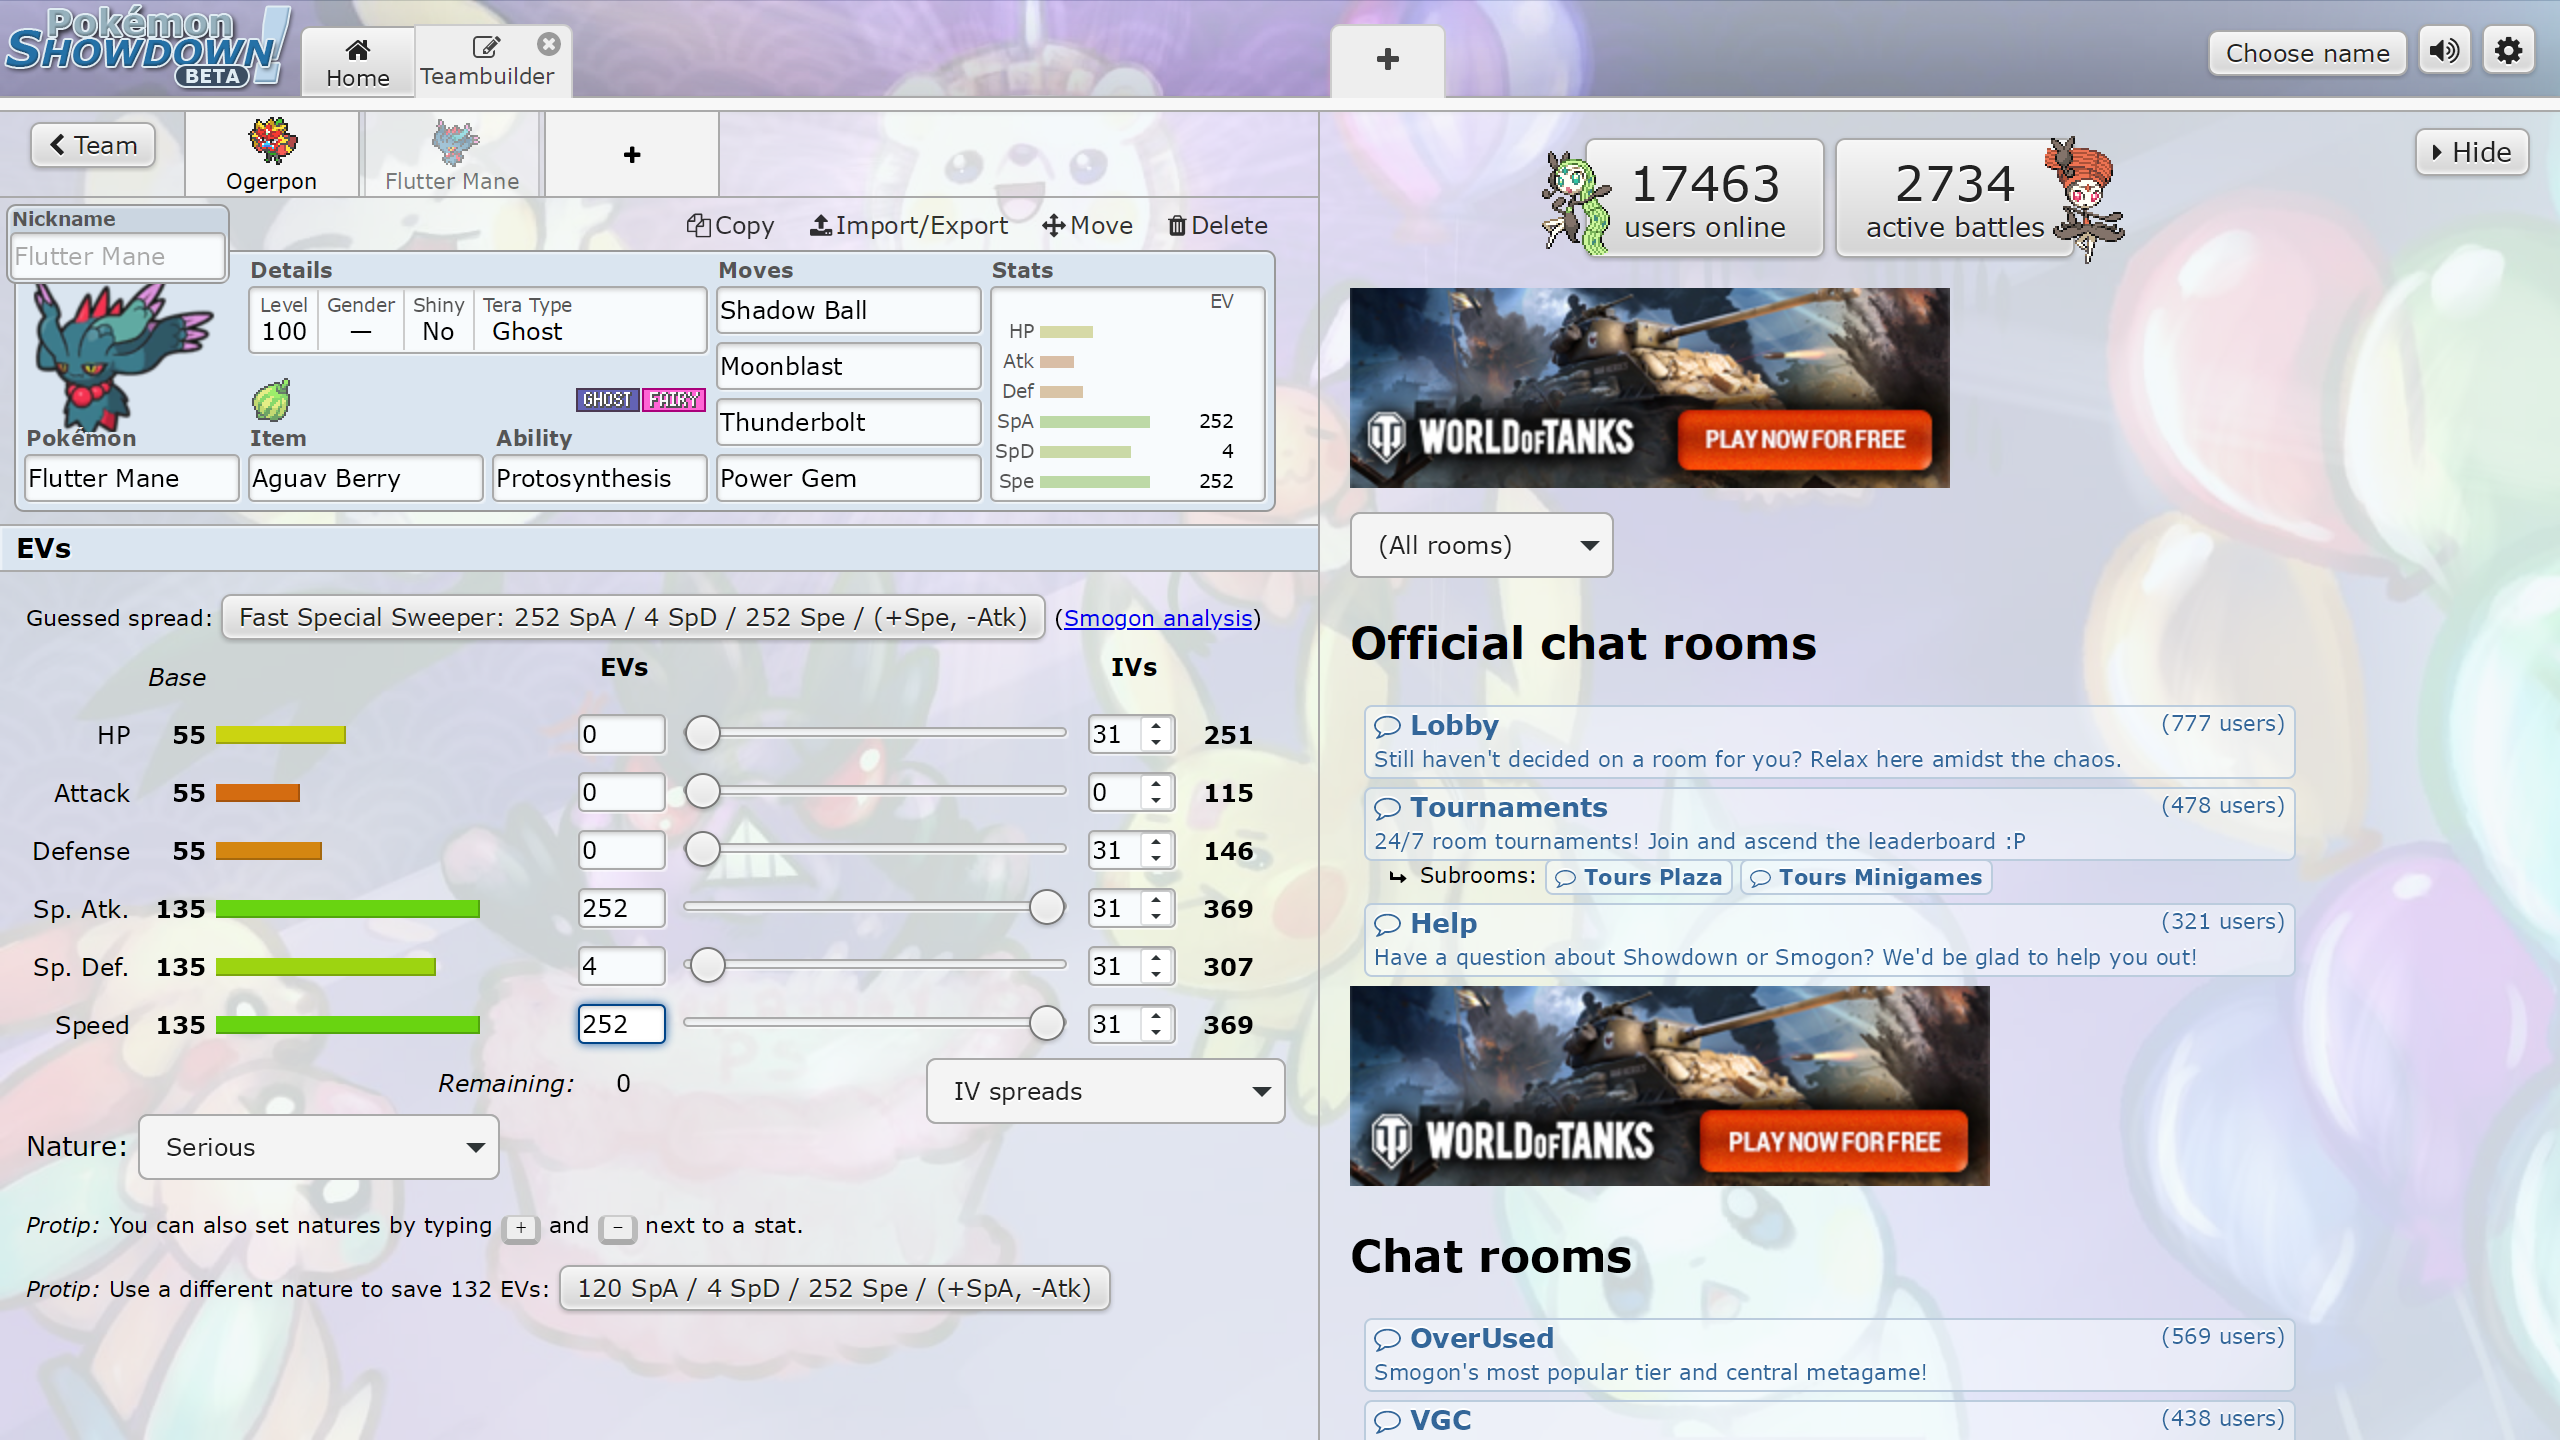 Pokémon
SHOWDOWN!
BETA
Home
Teambuilder
Choose name
Team
Ogerpon
Flutter Mane
Nickname
Flutter Mane
Copy
Import/Export
Move
Delete
Details
Level
Gender
Shiny
Tera Type
100
—
No
Ghost
GHOST
FAIRY
Pokémon
Item
Ability
Flutter Mane
Aguav Berry
Protosynthesis
Moves
Shadow Ball
Moonblast
Thunderbolt
Power Gem
Stats
EV
HP
Atk
Def
SpA 252
SpD 4
Spe 252
EVs
Guessed spread: Fast Special Sweeper: 252 SpA / 4 SpD / 252 Spe / (+Spe, -Atk) (Smogon analysis)
Base EVs IVs
HP 55 0 31 251
Attack 55 0 0 115
Defense 55 0 31 146
Sp. Atk. 135 252 31 369
Sp. Def. 135 4 31 307
Speed 135 252 31 369
Remaining: 0
IV spreads
Nature: Serious
Protip: You can also set natures by typing + and − next to a stat.
Protip: Use a different nature to save 132 EVs: 120 SpA / 4 SpD / 252 Spe / (+SpA, -Atk)
17463
users online
2734
active battles
Hide
WORLD OF TANKS
PLAY NOW FOR FREE
(All rooms)
Official chat rooms
Lobby (777 users)
Still haven't decided on a room for you? Relax here amidst the chaos.
Tournaments (478 users)
24/7 room tournaments! Join and ascend the leaderboard :P
Subrooms: Tours Plaza Tours Minigames
Help (321 users)
Have a question about Showdown or Smogon? We'd be glad to help you out!
WORLD OF TANKS
PLAY NOW FOR FREE
Chat rooms
OverUsed (569 users)
Smogon's most popular tier and central metagame!
VGC (438 users)